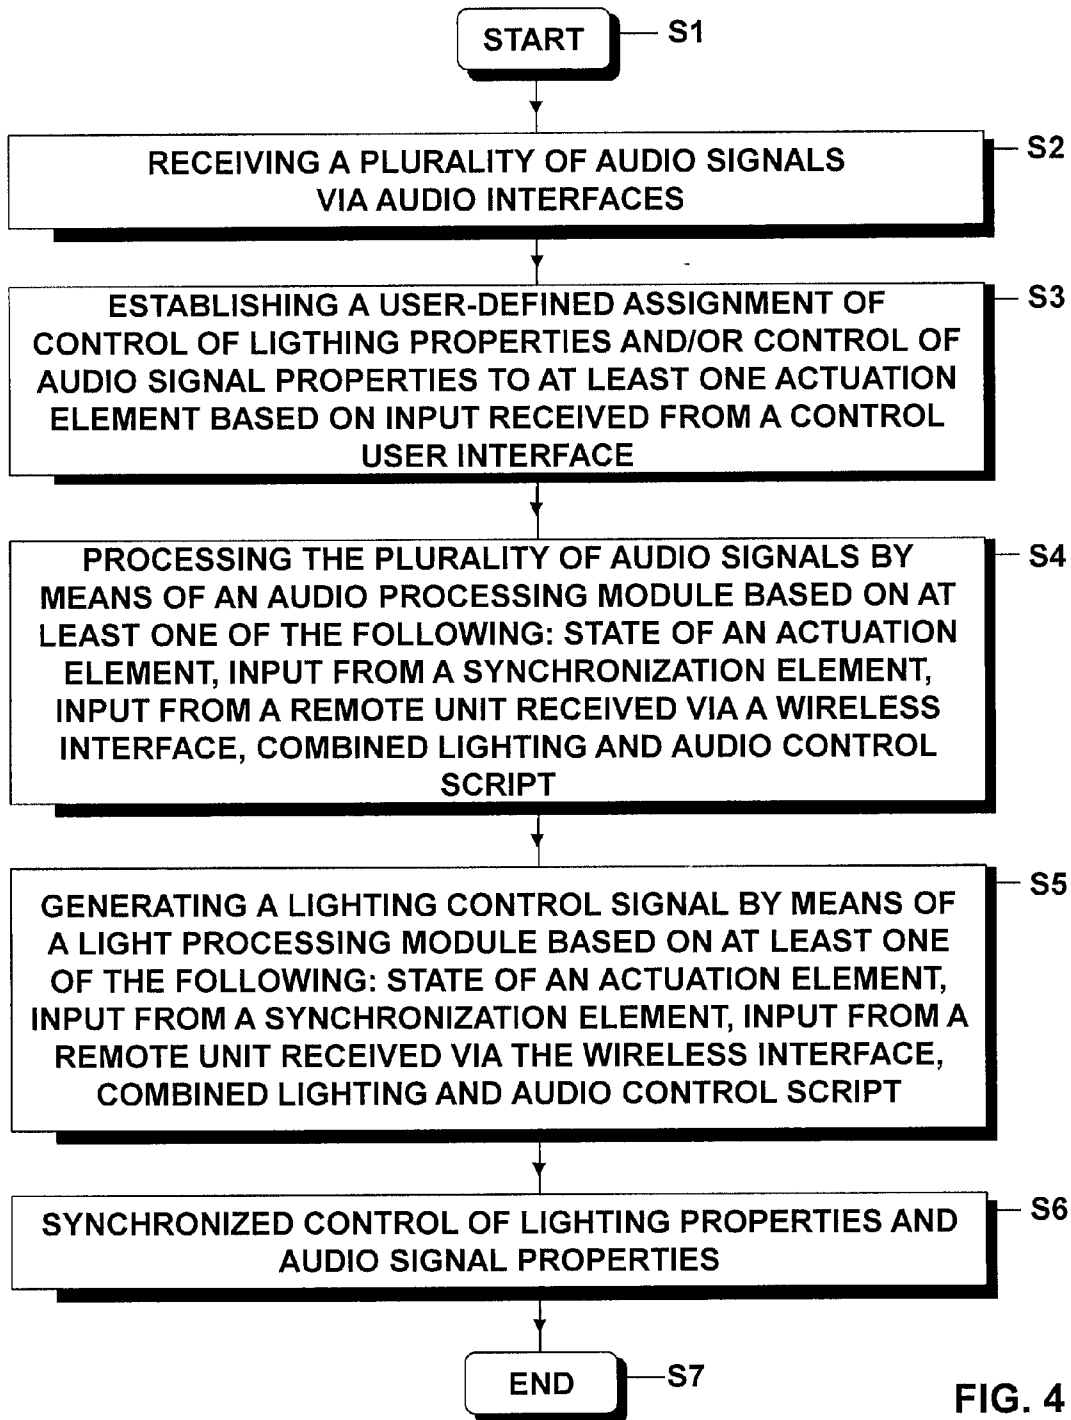 START
S1
RECEIVING A PLURALITY OF AUDIO SIGNALS
VIA AUDIO INTERFACES
S2
ESTABLISHING A USER-DEFINED ASSIGNMENT OF
CONTROL OF LIGTHING PROPERTIES AND/OR CONTROL OF
AUDIO SIGNAL PROPERTIES TO AT LEAST ONE ACTUATION
ELEMENT BASED ON INPUT RECEIVED FROM A CONTROL
USER INTERFACE
S3
PROCESSING THE PLURALITY OF AUDIO SIGNALS BY
MEANS OF AN AUDIO PROCESSING MODULE BASED ON AT
LEAST ONE OF THE FOLLOWING: STATE OF AN ACTUATION
ELEMENT, INPUT FROM A SYNCHRONIZATION ELEMENT,
INPUT FROM A REMOTE UNIT RECEIVED VIA A WIRELESS
INTERFACE, COMBINED LIGHTING AND AUDIO CONTROL
SCRIPT
S4
GENERATING A LIGHTING CONTROL SIGNAL BY MEANS OF
A LIGHT PROCESSING MODULE BASED ON AT LEAST ONE
OF THE FOLLOWING: STATE OF AN ACTUATION ELEMENT,
INPUT FROM A SYNCHRONIZATION ELEMENT, INPUT FROM A
REMOTE UNIT RECEIVED VIA THE WIRELESS INTERFACE,
COMBINED LIGHTING AND AUDIO CONTROL SCRIPT
S5
SYNCHRONIZED CONTROL OF LIGHTING PROPERTIES AND
AUDIO SIGNAL PROPERTIES
S6
END
S7
FIG. 4